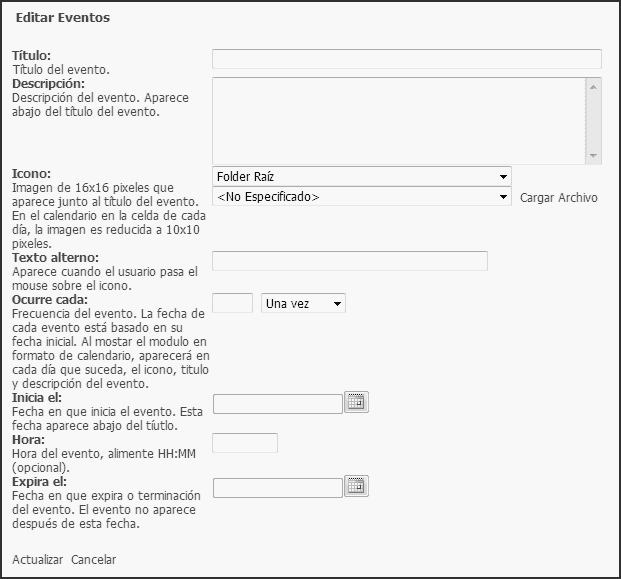 Editar Eventos
Título:
Título del evento.
Descripción:
Descripción del evento. Aparece
abajo del título del evento.
Icono:
Folder Raíz
Imagen de 16x16 pixeles que
aparece junto al título del evento.
<No Especificado>
Cargar Archivo
En el calendario en la celda de cada
día, la imagen es reducida a 10x10
pixeles.
Texto alterno:
Aparece cuando el usuario pasa el
mouse sobre el icono.
Ocurre cada:
Una vez
Frecuencia del evento. La fecha de
cada evento está basado en su
fecha inicial. Al mostar el modulo en
formato de calendario, aparecerá en
cada día que suceda, el icono, titulo
y descripción del evento.
Inicia el:
Fecha en que inicia el evento. Esta
fecha aparece abajo del tíutlo.
Hora:
Hora del evento, alimente HH:MM
(opcional).
Expira el:
Fecha en que expira o terminación
del evento. El evento no aparece
después de esta fecha.
Actualizar Cancelar